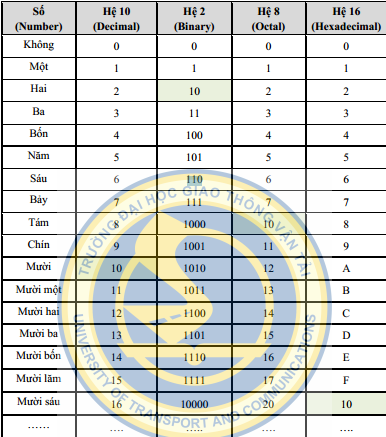 Số Hệ 10 Hệ 2 Hệ 8 Hệ 16
(Number) (Decimal) (Binary) (Octal) (Hexadecimal)
Không 0 0 0 0
Một 1 1 1 1
Hai 2 10 2 2
Ba 3 11 3 3
Bốn 4 100 4 4
Năm 5 101 5 5
Sáu 6 110 6 6
Bảy 7 111 7 7
Tám 8 1000 10 8
Chín 9 1001 11 9
Mười 10 1010 12 A
Mười một 11 1011 13 B
Mười hai 12 1100 14 C
Mười ba 13 1101 15 D
Mười bốn 14 1110 16 E
Mười lăm 15 1111 17 F
Mười sáu 16 10000 20 10
…… …. …. …. ….
TRƯỜNG ĐẠI HỌC GIAO THÔNG VẬN TẢI
UNIVERSITY OF TRANSPORT AND COMMUNICATIONS